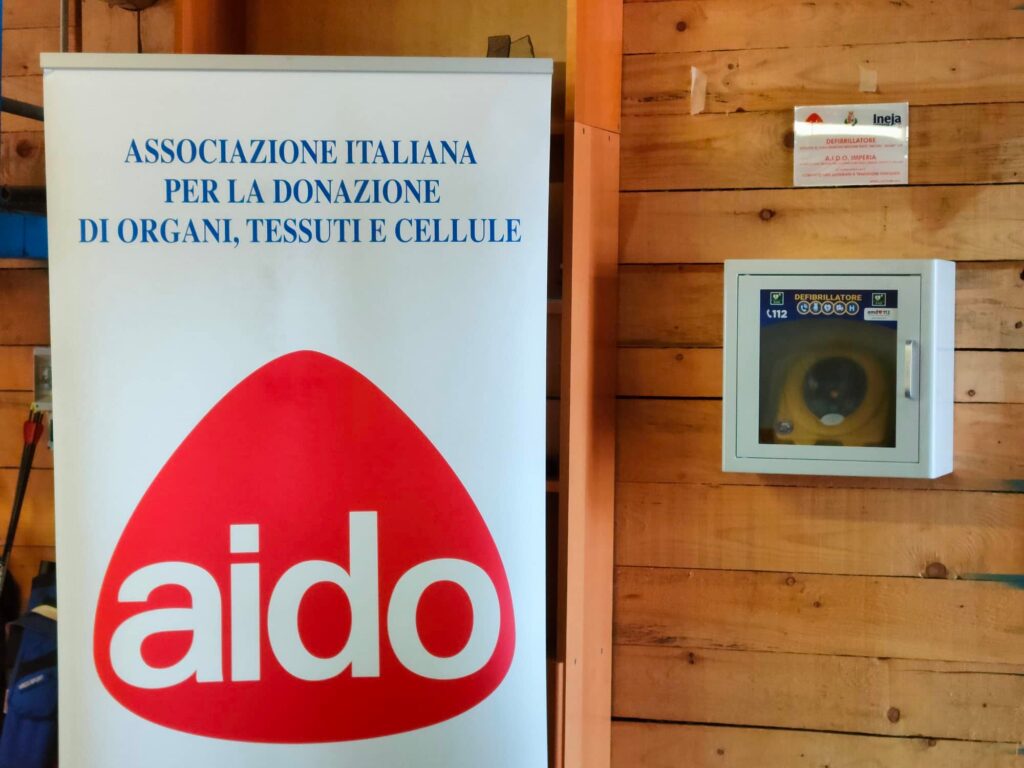 ASSOCIAZIONE ITALIANA
PER LA DONAZIONE
DI ORGANI, TESSUTI E CELLULE
aido
Ineja
DEFIBRILLATORE
A.I.D.O. IMPERIA
DEFIBRILLATORE
112